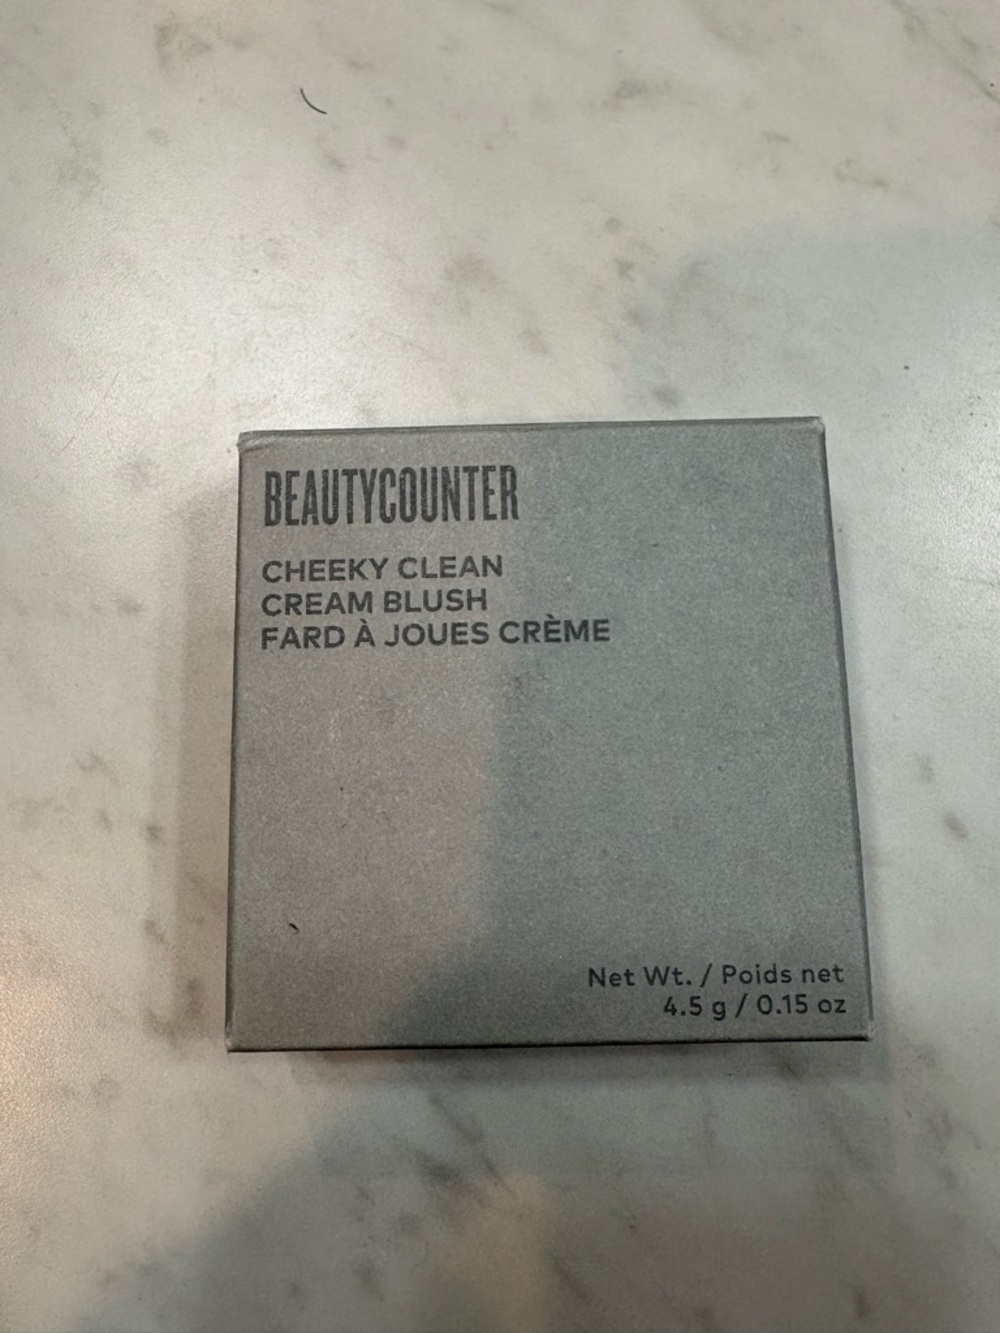 BEAUTYCOUNTER
CHEEKY CLEAN
CREAM BLUSH
FARD À JOUES CRÈME
Net Wt. / Poids net
4.5 g / 0.15 oz